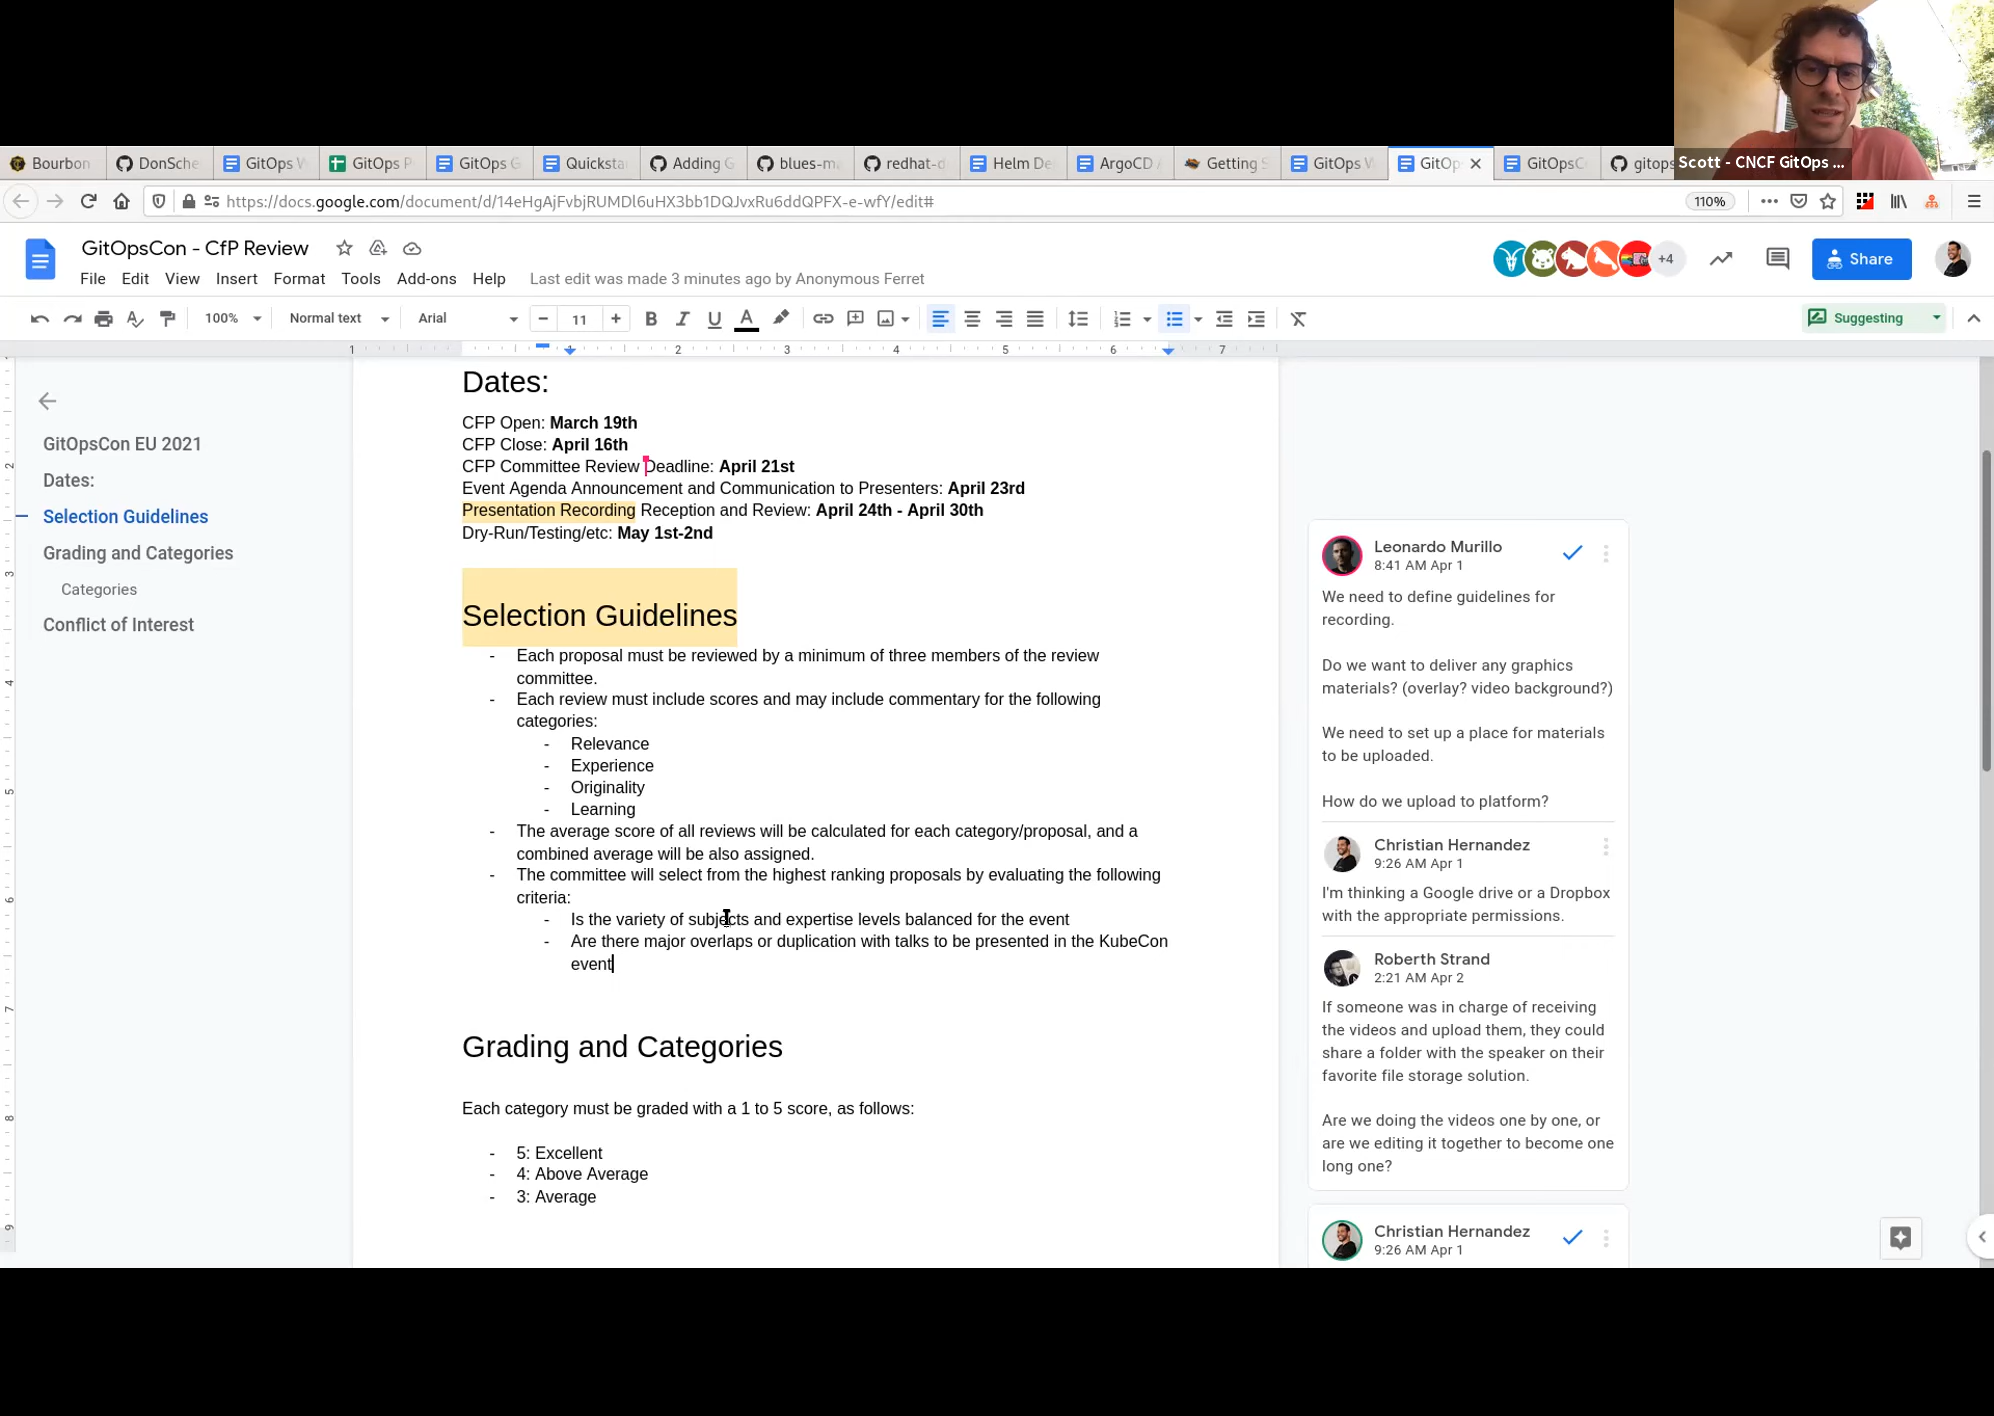 Bourbon
DonSche
GitOps W
GitOps P
GitOps G
Quicksta
Adding G
blues-ma
redhat-d
Helm De
ArgoCD A
Getting S
GitOps W
GitOp
GitOpsC
gitops
Scott - CNCF GitOps ...
https://docs.google.com/document/d/14eHgAjFvbjRUMDl6uHX3bb1DQJvxRu6ddQPFX-e-wfY/edit#
110%
GitOpsCon - CfP Review
+4
Share
File Edit View Insert Format Tools Add-ons Help
Last edit was made 3 minutes ago by Anonymous Ferret
100% Normal text Arial 11
Suggesting
1 1 2 3 4 5 6 7
GitOpsCon EU 2021
Dates:
Selection Guidelines
Grading and Categories
Categories
Conflict of Interest
2
3
4
5
6
7
8
9
Dates:
CFP Open: March 19th
CFP Close: April 16th
CFP Committee Review Deadline: April 21st
Event Agenda Announcement and Communication to Presenters: April 23rd
Presentation Recording Reception and Review: April 24th - April 30th
Dry-Run/Testing/etc: May 1st-2nd
Selection Guidelines
- Each proposal must be reviewed by a minimum of three members of the review
committee.
- Each review must include scores and may include commentary for the following
categories:
- Relevance
- Experience
- Originality
- Learning
- The average score of all reviews will be calculated for each category/proposal, and a
combined average will be also assigned.
- The committee will select from the highest ranking proposals by evaluating the following
criteria:
- Is the variety of subjects and expertise levels balanced for the event
- Are there major overlaps or duplication with talks to be presented in the KubeCon
event
Grading and Categories
Each category must be graded with a 1 to 5 score, as follows:
- 5: Excellent
- 4: Above Average
- 3: Average
Leonardo Murillo
8:41 AM Apr 1
We need to define guidelines for
recording.
Do we want to deliver any graphics
materials? (overlay? video background?)
We need to set up a place for materials
to be uploaded.
How do we upload to platform?
Christian Hernandez
9:26 AM Apr 1
I'm thinking a Google drive or a Dropbox
with the appropriate permissions.
Roberth Strand
2:21 AM Apr 2
If someone was in charge of receiving
the videos and upload them, they could
share a folder with the speaker on their
favorite file storage solution.
Are we doing the videos one by one, or
are we editing it together to become one
long one?
Christian Hernandez
9:26 AM Apr 1